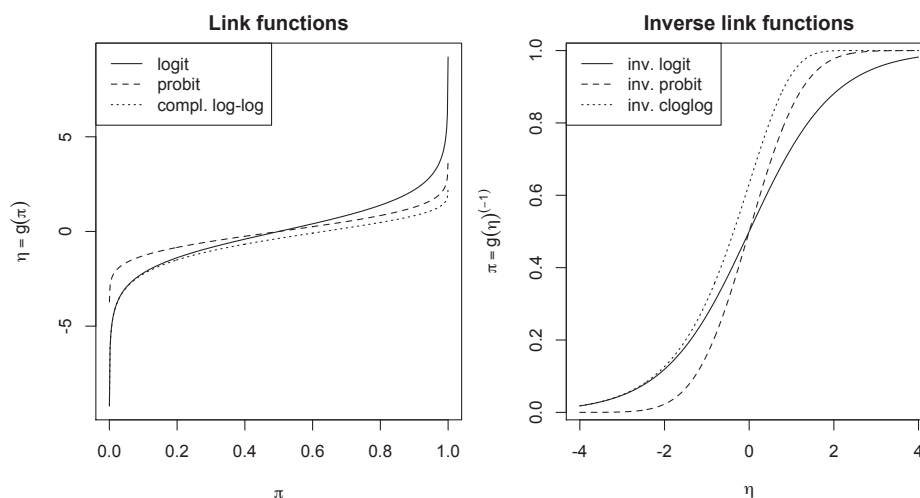 Link functions
logit
probit
compl. log-log
η = g(π)
5
0
-5
0.0 0.2 0.4 0.6 0.8 1.0
π
Inverse link functions
inv. logit
inv. probit
inv. cloglog
π = g(η)⁽⁻¹⁾
1.0
0.8
0.6
0.4
0.2
0.0
-4 -2 0 2 4
η